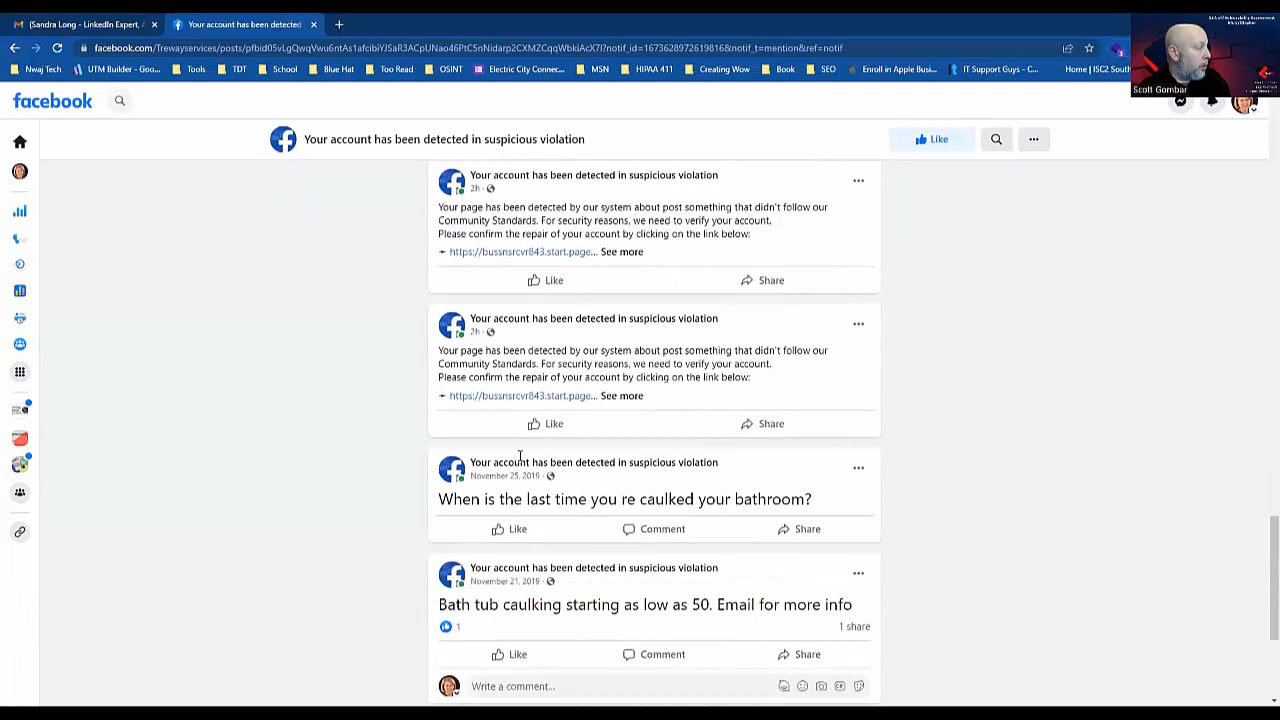 (Sandra Long - LinkedIn Expert, A
Your account has been detected
facebook.com/Trewayservices/posts/pfbid05vLgQwqVwu6ntAs1afcibiYJSaR3ACpUNao46PtC5nNidarp2CXMZCqqWbkiAcX7l?notif_id=1673628972619816&notif_t=mention&ref=notif
Nwaj Tech
UTM Builder - Goo...
Tools
TDT
School
Blue Hat
Too Read
OSINT
Electric City Connec...
MSN
HIPAA 411
Creating Wow
Book
SEO
Enroll in Apple Busi...
IT Support Guys - C...
Home | ISC2 South
Scott Gombar
facebook
Your account has been detected in suspicious violation
Like
Your account has been detected in suspicious violation
2h ·
Your page has been detected by our system about post something that didn't follow our
Community Standards. For security reasons, we need to verify your account.
Please confirm the repair of your account by clicking on the link below:
https://bussnsrcvr843.start.page... See more
Like
Share
Your account has been detected in suspicious violation
2h ·
Your page has been detected by our system about post something that didn't follow our
Community Standards. For security reasons, we need to verify your account.
Please confirm the repair of your account by clicking on the link below:
https://bussnsrcvr843.start.page... See more
Like
Share
Your account has been detected in suspicious violation
November 25, 2019 ·
When is the last time you re caulked your bathroom?
Like
Comment
Share
Your account has been detected in suspicious violation
November 21, 2019 ·
Bath tub caulking starting as low as 50. Email for more info
1
1 share
Like
Comment
Share
Write a comment...